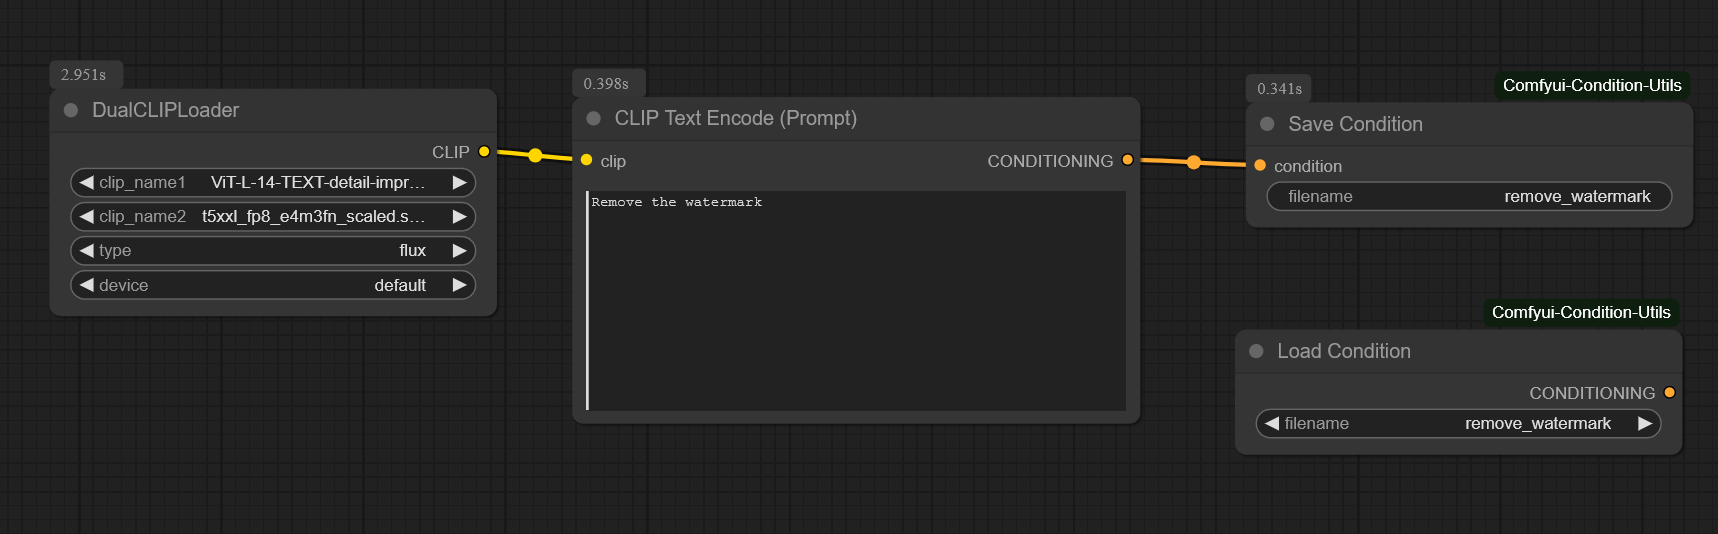 2.951s
DualCLIPLoader
CLIP
clip_name1 ViT-L-14-TEXT-detail-impr...
clip_name2 t5xxl_fp8_e4m3fn_scaled.s...
type flux
device default
0.398s
CLIP Text Encode (Prompt)
clip CONDITIONING
Remove the watermark
0.341s Comfyui-Condition-Utils
Save Condition
condition
filename remove_watermark
Comfyui-Condition-Utils
Load Condition
CONDITIONING
filename remove_watermark